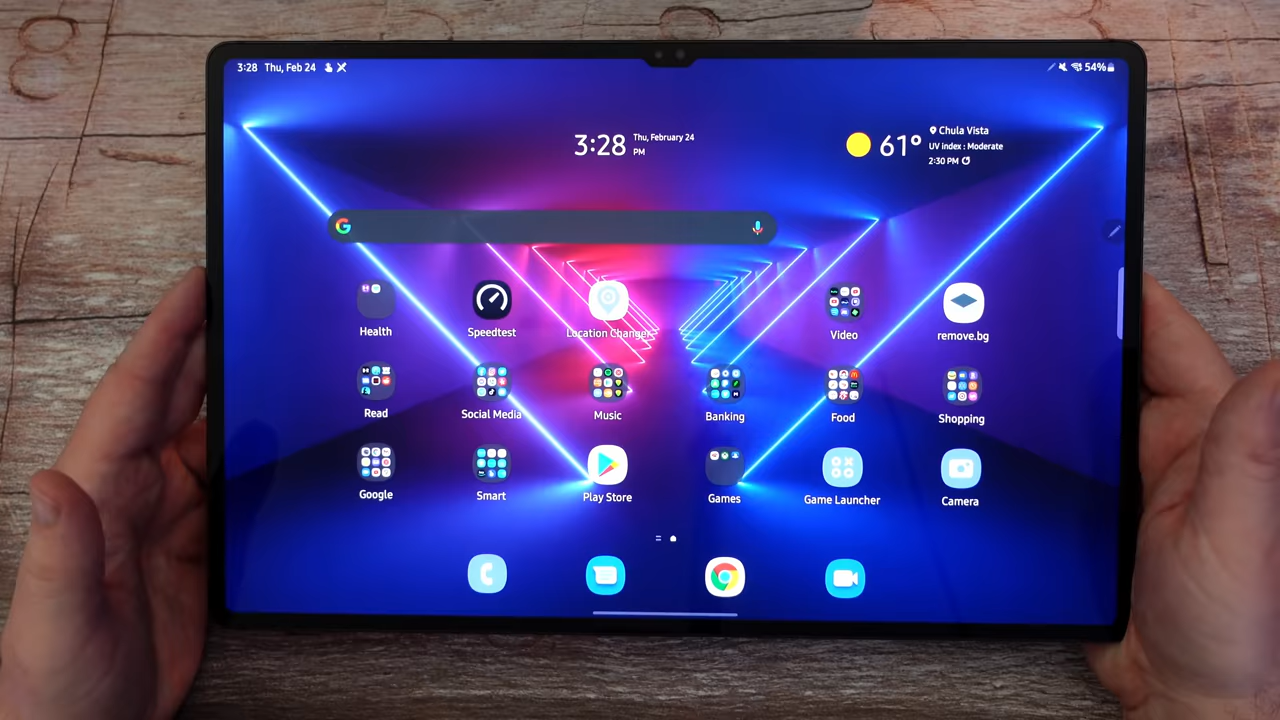 3:28 Thu, Feb 24
54%
3:28
Thu, February 24
PM
61°
Chula Vista
UV index : Moderate
2:30 PM
Health
Speedtest
Location Changer
Video
remove.bg
Read
Social Media
Music
Banking
Food
Shopping
Google
Smart
Play Store
Games
Game Launcher
Camera